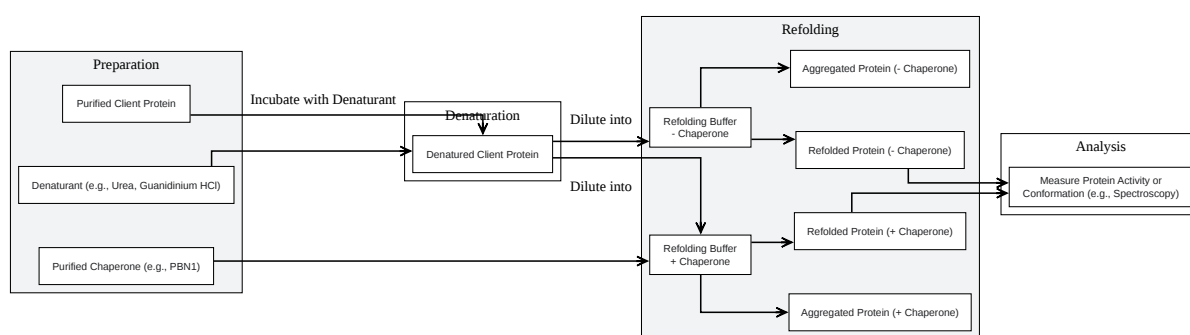 Preparation
Purified Client Protein
Denaturant (e.g., Urea, Guanidinium HCl)
Purified Chaperone (e.g., PBN1)
Incubate with Denaturant
Denaturation
Denatured Client Protein
Dilute into
Dilute into
Refolding
Refolding Buffer
- Chaperone
Refolding Buffer
+ Chaperone
Aggregated Protein (- Chaperone)
Refolded Protein (- Chaperone)
Refolded Protein (+ Chaperone)
Aggregated Protein (+ Chaperone)
Analysis
Measure Protein Activity or
Conformation (e.g., Spectroscopy)